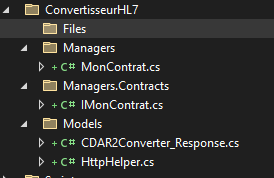 ConvertisseurHL7
Files
Managers
+ C# MonContrat.cs
Managers.Contracts
+ C# IMonContrat.cs
Models
+ C# CDAR2Converter_Response.cs
+ C# HttpHelper.cs